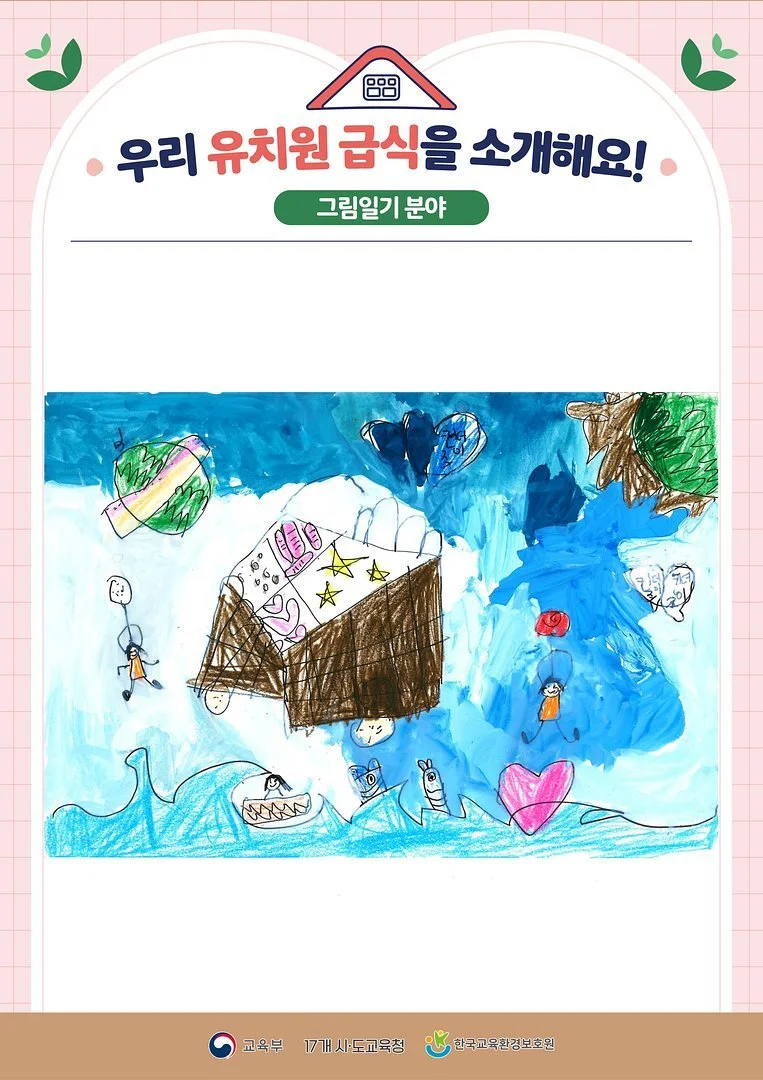 우리 유치원 급식을 소개해요!
그림일기 분야
교육부
17개 시·도교육청
한국교육환경보호원